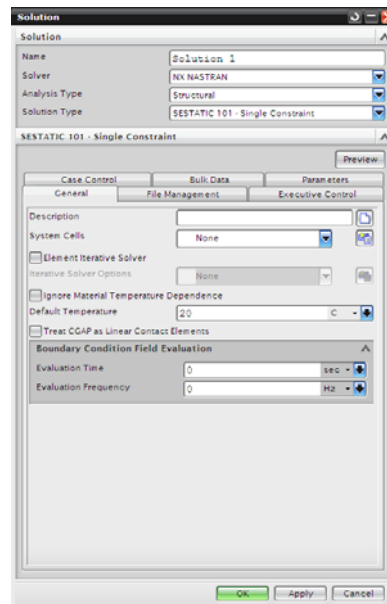 Solution
Solution
Name Solution 1
Solver NX NASTRAN
Analysis Type Structural
Solution Type SESTATIC 101 - Single Constraint
SESTATIC 101 - Single Constraint
Preview
Case Control Bulk Data Parameters
General File Management Executive Control
Description
System Cells None
Element Iterative Solver
Iterative Solver Options None
Ignore Material Temperature Dependence
Default Temperature 20 C
Treat CGAP as Linear Contact Elements
Boundary Condition Field Evaluation
Evaluation Time 0 sec
Evaluation Frequency 0 Hz
OK Apply Cancel